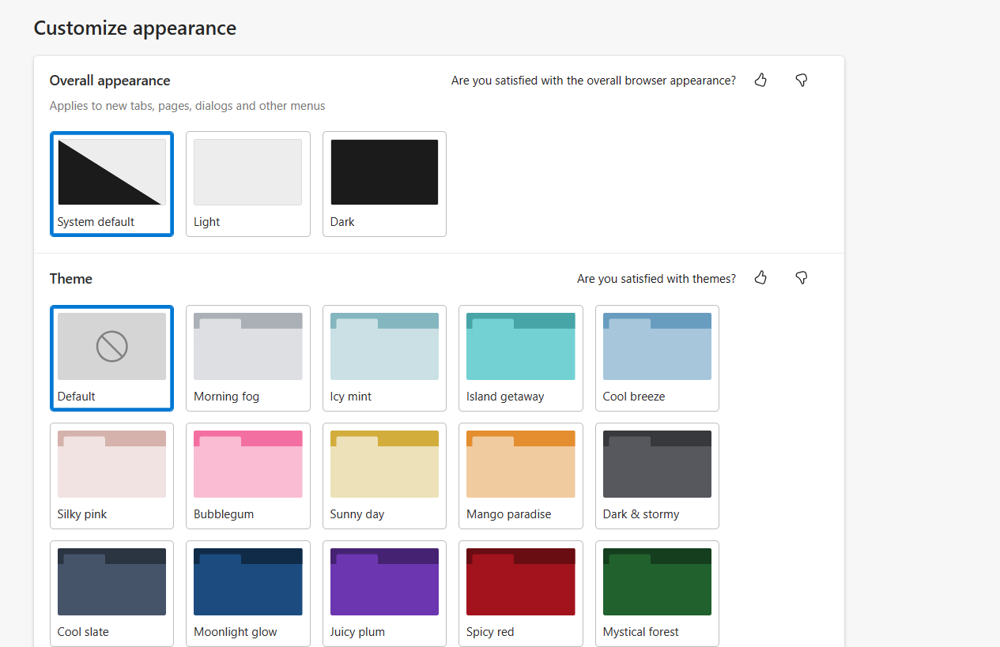 Customize appearance
Overall appearance
Are you satisfied with the overall browser appearance?
Applies to new tabs, pages, dialogs and other menus
System default
Light
Dark
Theme
Are you satisfied with themes?
Default
Morning fog
Icy mint
Island getaway
Cool breeze
Silky pink
Bubblegum
Sunny day
Mango paradise
Dark & stormy
Cool slate
Moonlight glow
Juicy plum
Spicy red
Mystical forest